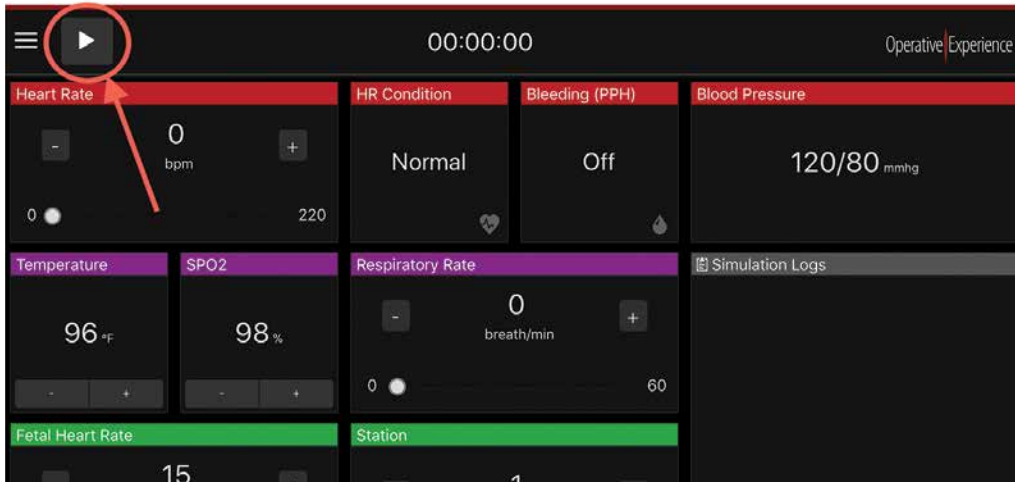 00:00:00
Operative Experience
Heart Rate
HR Condition
Bleeding (PPH)
Blood Pressure
-
0
+
bpm
0
220
Normal
Off
120/80 mmhg
Temperature
SPO2
Respiratory Rate
Simulation Logs
96 °F
98 %
-
0
+
breath/min
- +
- +
0
60
Fetal Heart Rate
Station
15
1